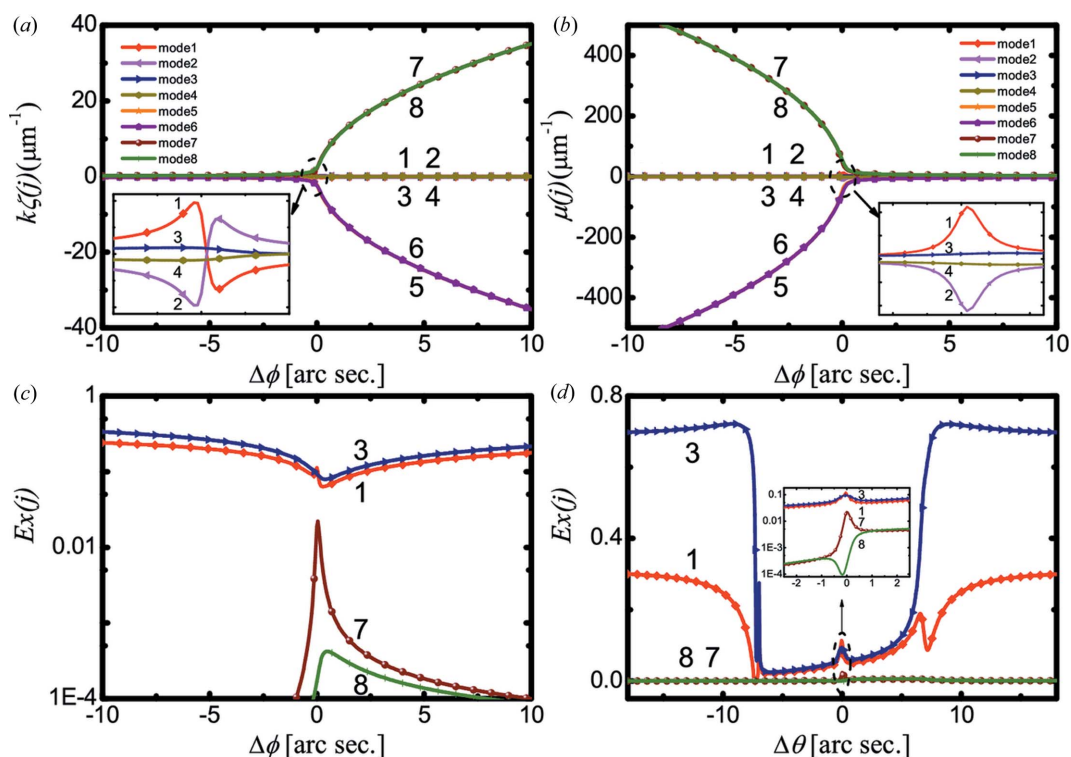 (a)
kζ(j)(μm⁻¹)
40
20
0
-20
-40
mode1
mode2
mode3
mode4
mode5
mode6
mode7
mode8
7
8
1 2
3 4
6
5
1
3
4
2
-10
-5
0
5
10
Δϕ [arc sec.]
(b)
μ(j) (μm⁻¹)
400
200
0
-200
-400
mode1
mode2
mode3
mode4
mode5
mode6
mode7
mode8
7
8
1 2
3 4
6
5
1
3
4
2
-10
-5
0
5
10
Δϕ [arc sec.]
(c)
Ex(j)
1
0.01
1E-4
3
1
7
8
-10
-5
0
5
10
Δϕ [arc sec.]
(d)
Ex(j)
0.8
0.4
0.0
3
1
8 7
0.1
0.01
1E-3
1E-4
3
1
7
8
-2
-1
0
1
2
-10
0
10
Δθ [arc sec.]